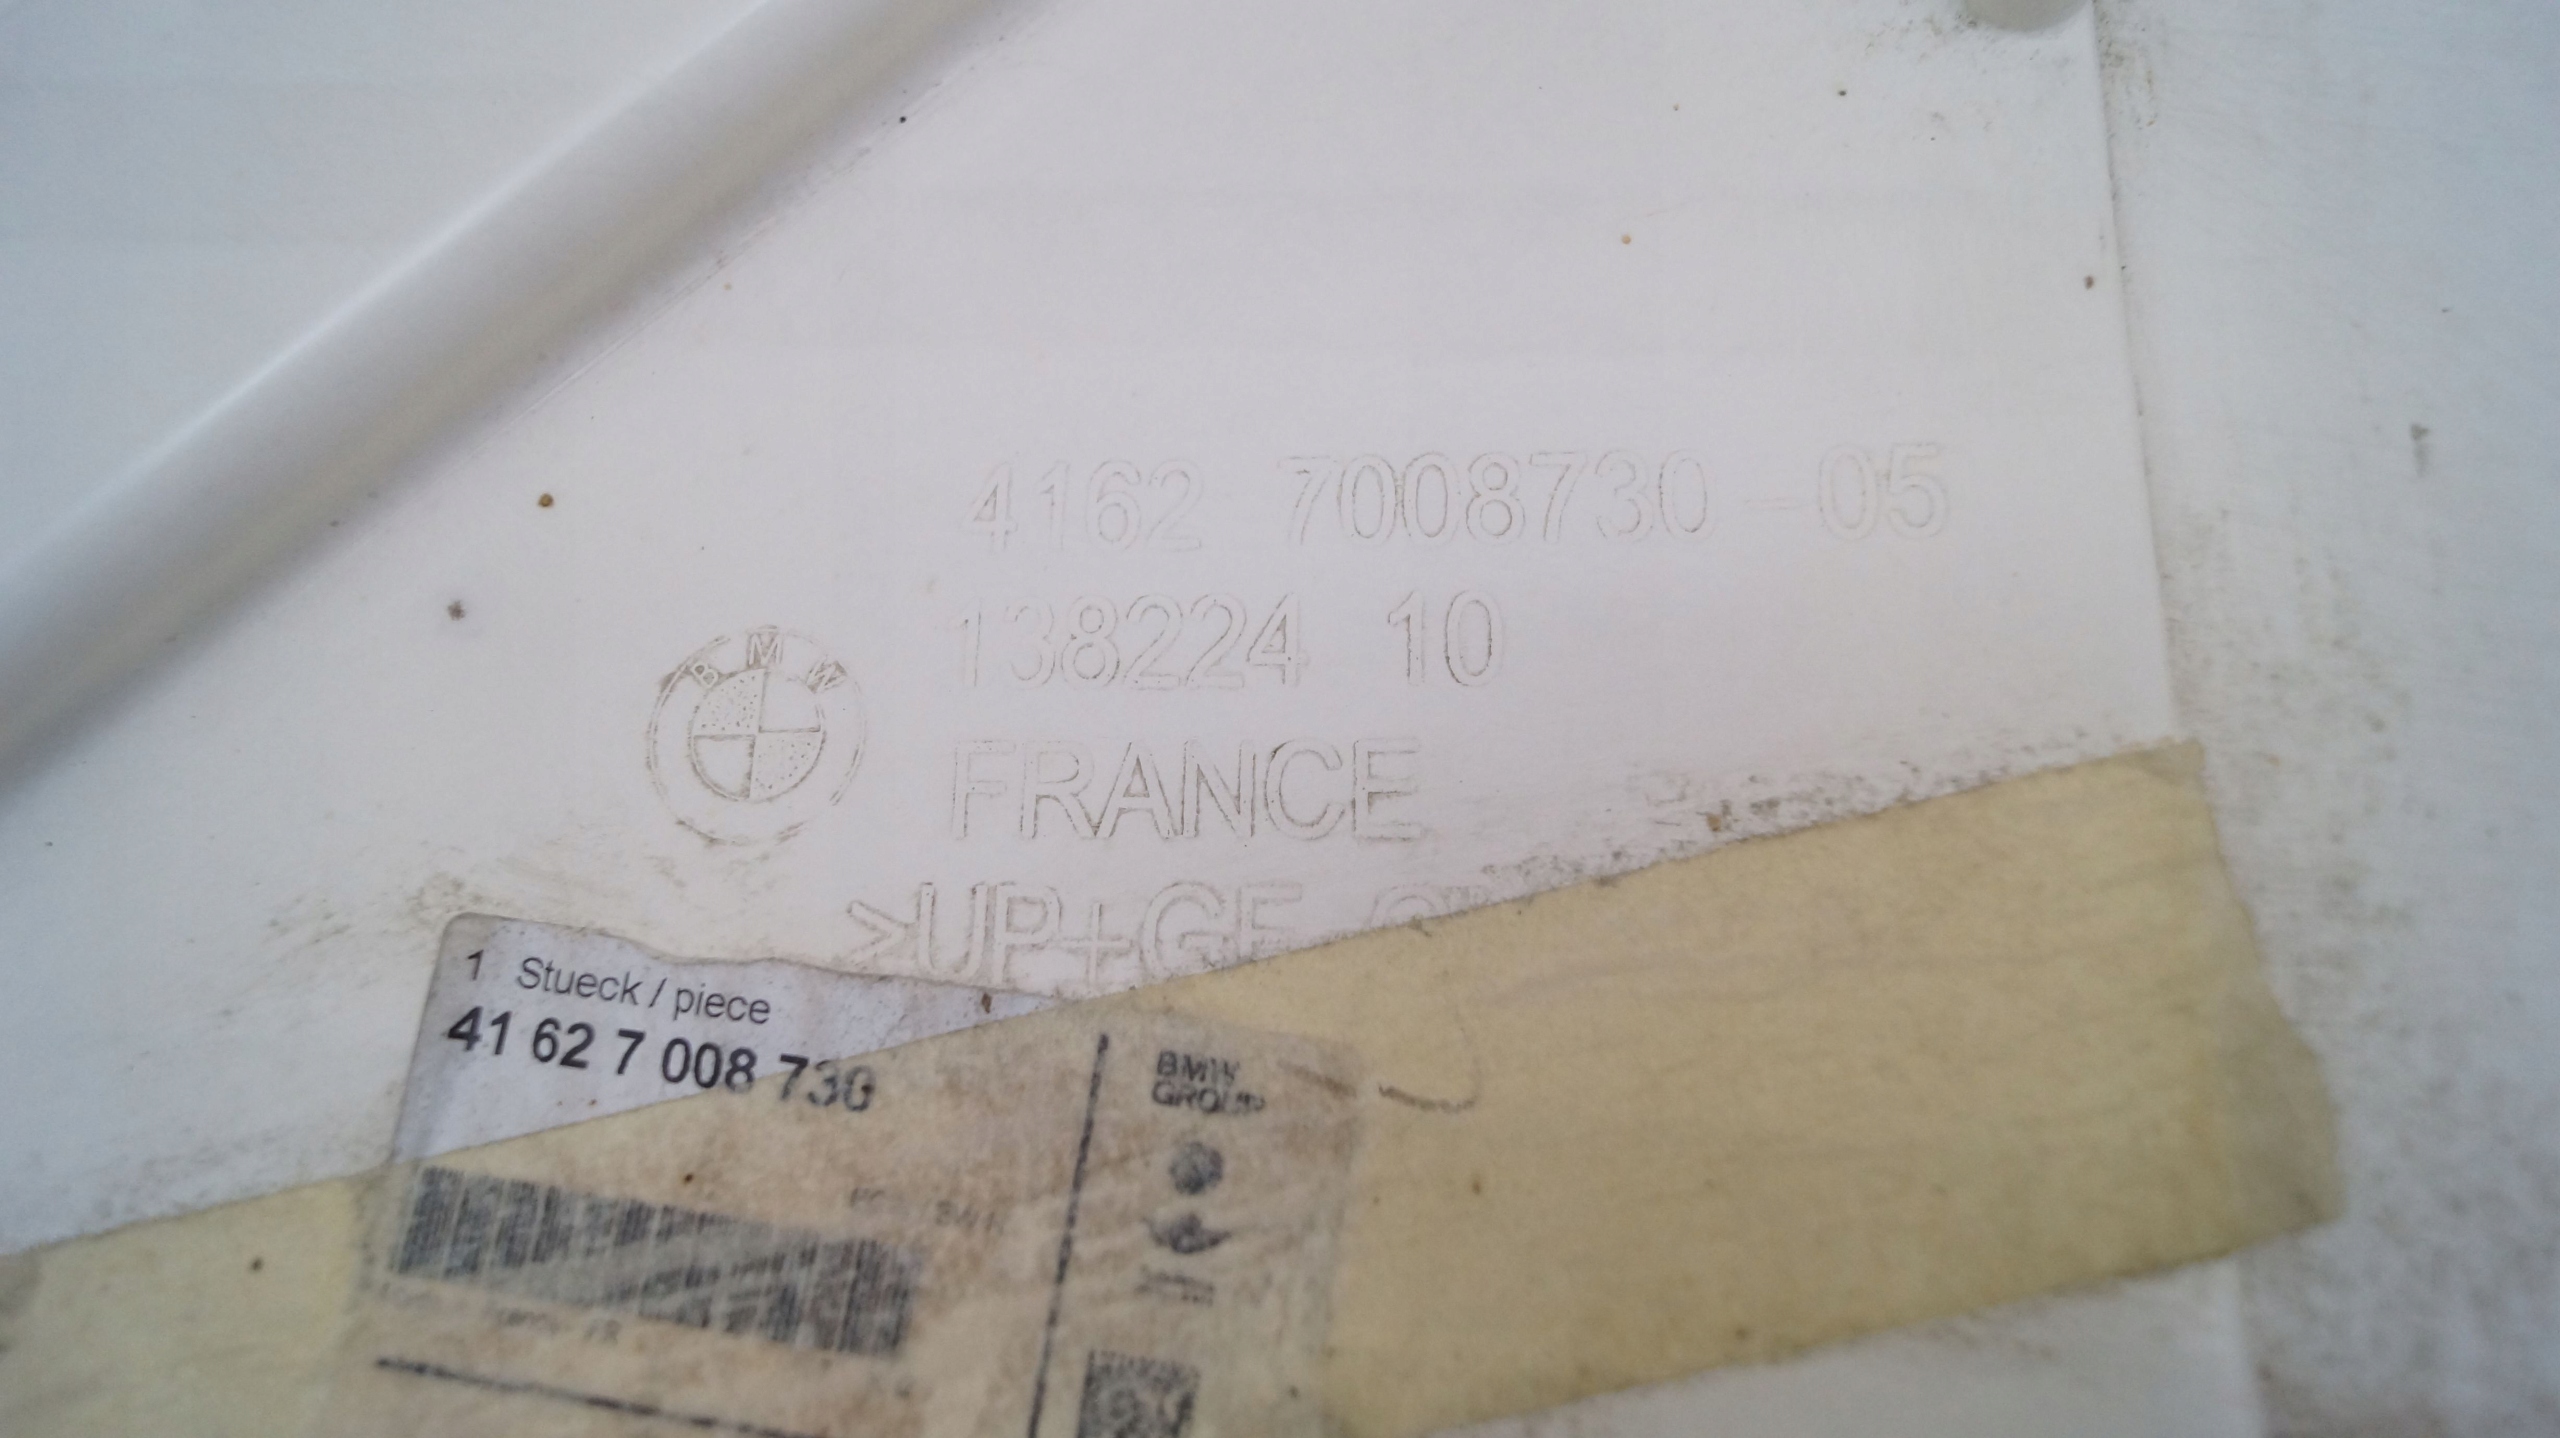 4162 7008730 -05
138224 10
BMW
FRANCE
>UP+GF
1 Stueck / piece
41 62 7 008 730
BMW
GROUP